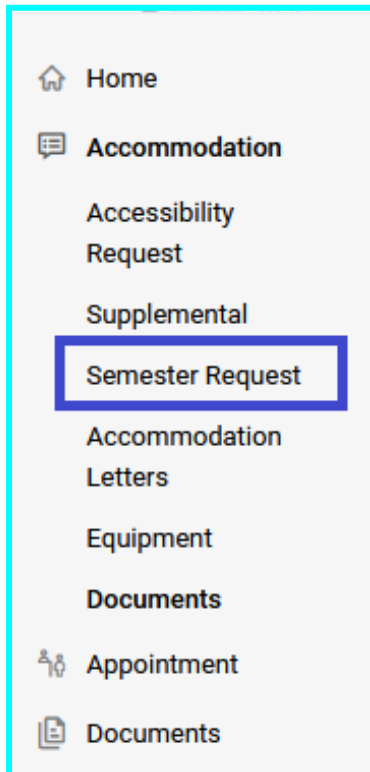 Home
Accommodation
Accessibility
Request
Supplemental
Semester Request
Accommodation
Letters
Equipment
Documents
Appointment
Documents